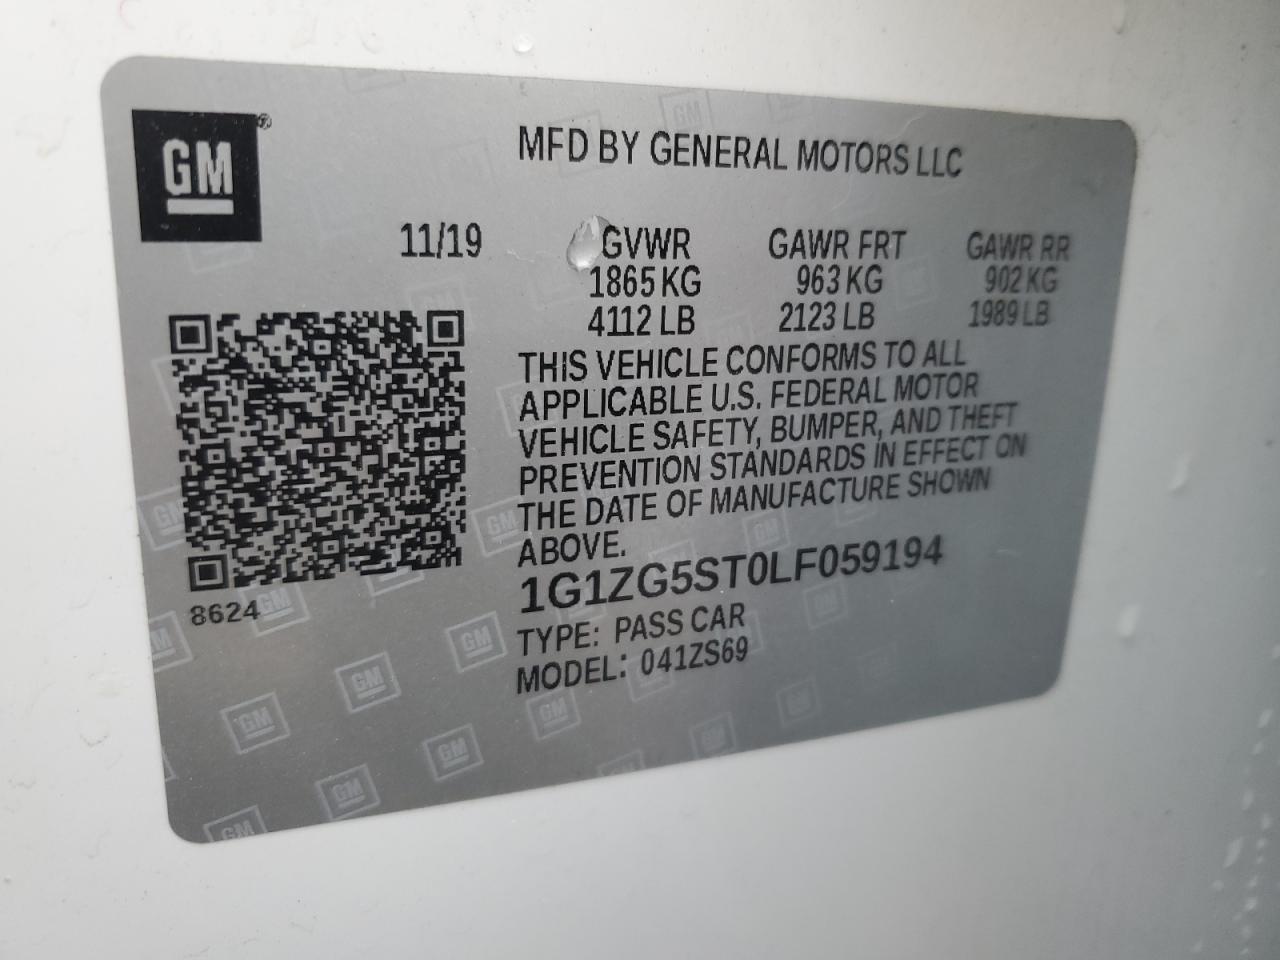 GM®
MFD BY GENERAL MOTORS LLC
11/19 GVWR GAWR FRT GAWR RR
1865 KG 963 KG 902 KG
4112 LB 2123 LB 1989 LB
THIS VEHICLE CONFORMS TO ALL
APPLICABLE U.S. FEDERAL MOTOR
VEHICLE SAFETY, BUMPER, AND THEFT
PREVENTION STANDARDS IN EFFECT ON
THE DATE OF MANUFACTURE SHOWN
ABOVE.
1G1ZG5ST0LF059194
8624
TYPE: PASS CAR
MODEL: 041ZS69